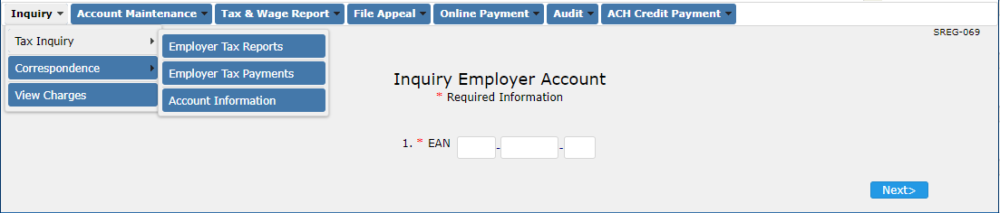 Inquiry Account Maintenance Tax & Wage Report File Appeal Online Payment Audit ACH Credit Payment
SREG-069
Tax Inquiry
Correspondence
View Charges
Employer Tax Reports
Employer Tax Payments
Account Information
Inquiry Employer Account
* Required Information
1. * EAN - -
Next>